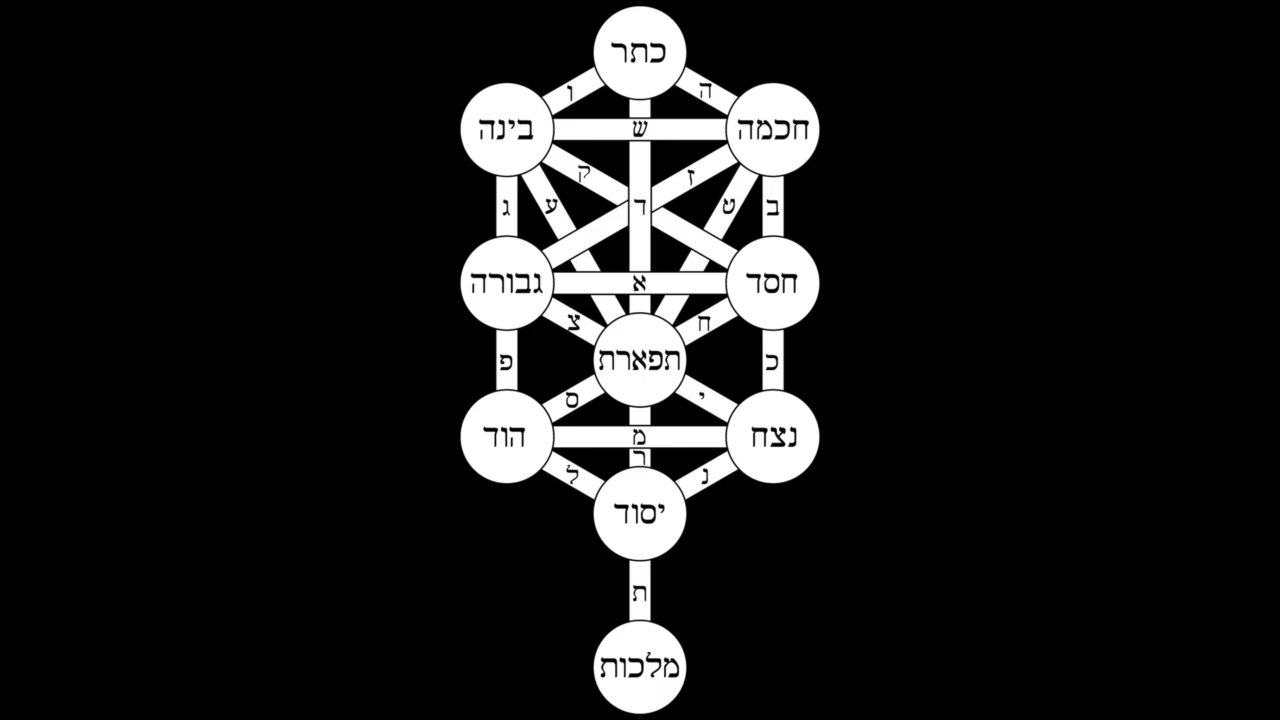 כתר
ה
ו
חכמה
ש
בינה
ז
ק
ב
ט
ד
ע
ג
חסד
א
גבורה
ח
צ
תפארת
כ
פ
י
ס
נצח
מ
הוד
ר
נ
ל
יסוד
ת
מלכות